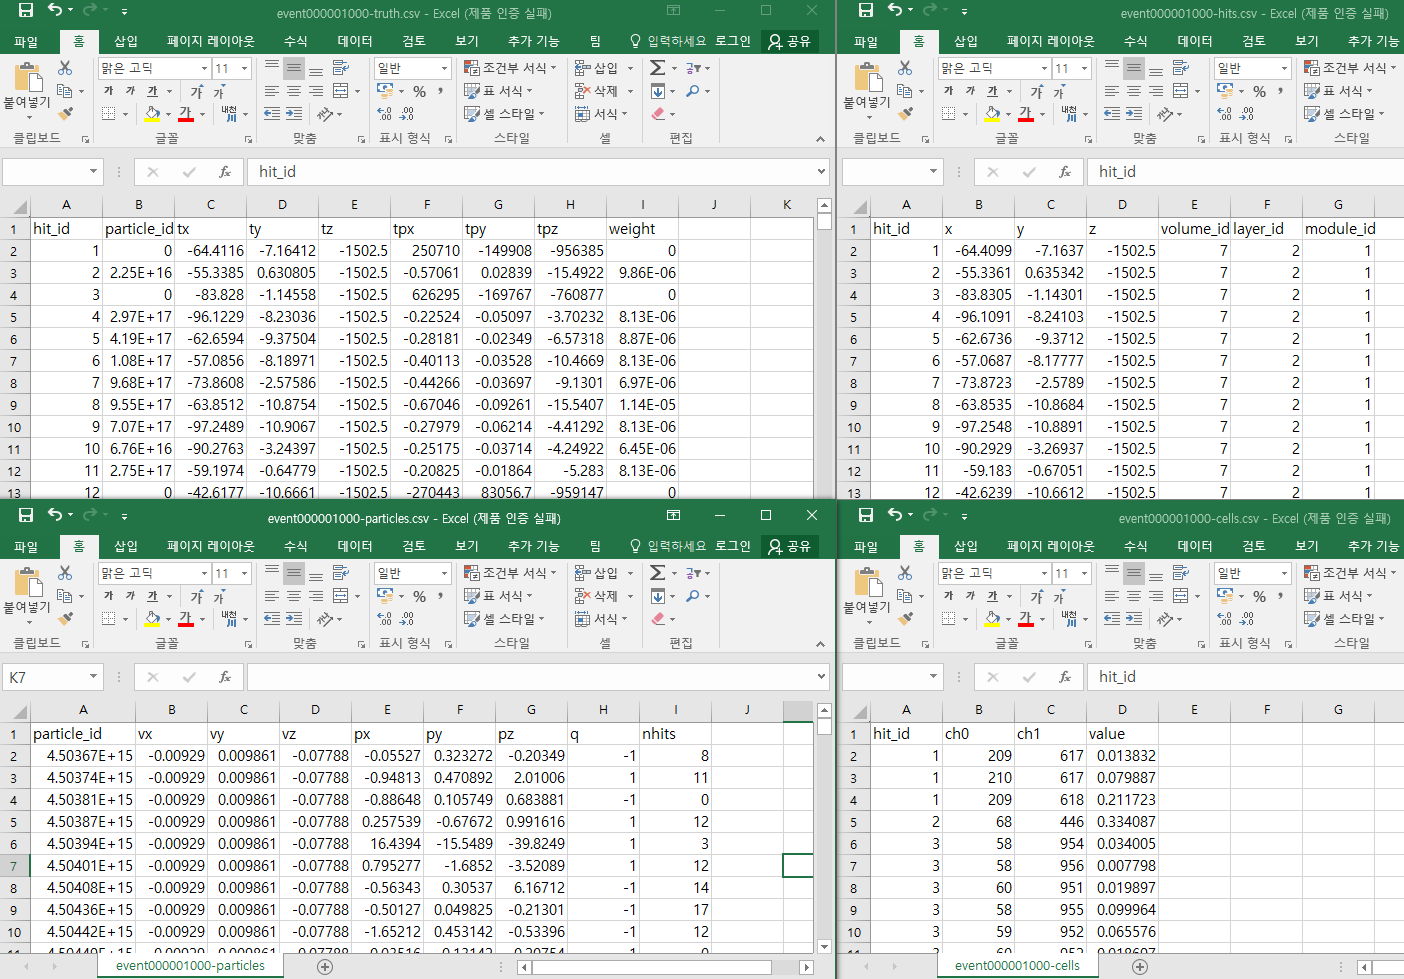 event000001000-truth.csv - Excel (제품 인증 실패)
파일 홈 삽입 페이지 레이아웃 수식 데이터 검토 보기 추가 기능 팀 입력하세요 로그인 공유
맑은 고딕 11 일반 조건부 서식 삽입
붙여넣기 가 가 가 가 가 내천 % 표 서식 삭제
셀 스타일 서식
클립보드 글꼴 맞춤 표시 형식 스타일 셀 편집
fx hit_id
A B C D E F G H I J K
1 hit_id particle_id tx ty tz tpx tpy tpz weight
2 1 0 -64.4116 -7.16412 -1502.5 250710 -149908 -956385 0
3 2 2.25E+16 -55.3385 0.630805 -1502.5 -0.57061 0.02839 -15.4922 9.86E-06
4 3 0 -83.828 -1.14558 -1502.5 626295 -169767 -760877 0
5 4 2.97E+17 -96.1229 -8.23036 -1502.5 -0.22524 -0.05097 -3.70232 8.13E-06
6 5 4.19E+17 -62.6594 -9.37504 -1502.5 -0.28181 -0.02349 -6.57318 8.87E-06
7 6 1.08E+17 -57.0856 -8.18971 -1502.5 -0.40113 -0.03528 -10.4669 8.13E-06
8 7 9.68E+17 -73.8608 -2.57586 -1502.5 -0.44266 -0.03697 -9.1301 6.97E-06
9 8 9.55E+17 -63.8512 -10.8754 -1502.5 -0.67046 -0.09261 -15.5407 1.14E-05
10 9 7.07E+17 -97.2489 -10.9067 -1502.5 -0.27979 -0.06214 -4.41292 8.13E-06
11 10 6.76E+16 -90.2763 -3.24397 -1502.5 -0.25175 -0.03714 -4.24922 6.45E-06
12 11 2.75E+17 -59.1974 -0.64779 -1502.5 -0.20825 -0.01864 -5.283 8.13E-06
13 12 0 -42.6177 -10.6661 -1502.5 -270443 83056.7 -959147 0
event000001000-hits.csv - Excel (제품 인증 실패)
파일 홈 삽입 페이지 레이아웃 수식 데이터 검토 보기 추가 기능
맑은 고딕 11 일반 조건부 서식
붙여넣기 가 가 가 가 가 내천 % 표 서식
셀 스타일
클립보드 글꼴 맞춤 표시 형식 스타일
fx hit_id
A B C D E F G
1 hit_id x y z volume_id layer_id module_id
2 1 -64.4099 -7.1637 -1502.5 7 2 1
3 2 -55.3361 0.635342 -1502.5 7 2 1
4 3 -83.8305 -1.14301 -1502.5 7 2 1
5 4 -96.1091 -8.24103 -1502.5 7 2 1
6 5 -62.6736 -9.3712 -1502.5 7 2 1
7 6 -57.0687 -8.17777 -1502.5 7 2 1
8 7 -73.8723 -2.5789 -1502.5 7 2 1
9 8 -63.8535 -10.8684 -1502.5 7 2 1
10 9 -97.2548 -10.8891 -1502.5 7 2 1
11 10 -90.2929 -3.26937 -1502.5 7 2 1
12 11 -59.183 -0.67051 -1502.5 7 2 1
13 12 -42.6239 -10.6612 -1502.5 7 2 1
event000001000-particles.csv - Excel (제품 인증 실패)
파일 홈 삽입 페이지 레이아웃 수식 데이터 검토 보기 추가 기능 팀 입력하세요 로그인 공유
맑은 고딕 11 일반 조건부 서식 삽입
붙여넣기 가 가 가 가 가 내천 % 표 서식 삭제
셀 스타일 서식
클립보드 글꼴 맞춤 표시 형식 스타일 셀 편집
K7 fx
A B C D E F G H I J
1 particle_id vx vy vz px py pz q nhits
2 4.50367E+15 -0.00929 0.009861 -0.07788 -0.05527 0.323272 -0.20349 -1 8
3 4.50374E+15 -0.00929 0.009861 -0.07788 -0.94813 0.470892 2.01006 1 11
4 4.50381E+15 -0.00929 0.009861 -0.07788 -0.88648 0.105749 0.683881 -1 0
5 4.50387E+15 -0.00929 0.009861 -0.07788 0.257539 -0.67672 0.991616 1 12
6 4.50394E+15 -0.00929 0.009861 -0.07788 16.4394 -15.5489 -39.8249 1 3
7 4.50401E+15 -0.00929 0.009861 -0.07788 0.795277 -1.6852 -3.52089 1 12
8 4.50408E+15 -0.00929 0.009861 -0.07788 -0.56343 0.30537 6.16712 -1 14
9 4.50436E+15 -0.00929 0.009861 -0.07788 -0.50127 0.049825 -0.21301 -1 17
10 4.50442E+15 -0.00929 0.009861 -0.07788 -1.65212 0.453142 -0.53396 -1 12
event000001000-particles
event000001000-cells.csv - Excel (제품 인증 실패)
파일 홈 삽입 페이지 레이아웃 수식 데이터 검토 보기 추가 기능
맑은 고딕 11 일반 조건부 서식
붙여넣기 가 가 가 가 가 내천 % 표 서식
셀 스타일
클립보드 글꼴 맞춤 표시 형식 스타일
fx hit_id
A B C D E F G
1 hit_id ch0 ch1 value
2 1 209 617 0.013832
3 1 210 617 0.079887
4 1 209 618 0.211723
5 2 68 446 0.334087
6 3 58 954 0.034005
7 3 58 956 0.007798
8 3 60 951 0.019897
9 3 58 955 0.099964
10 3 59 952 0.065576
event000001000-cells